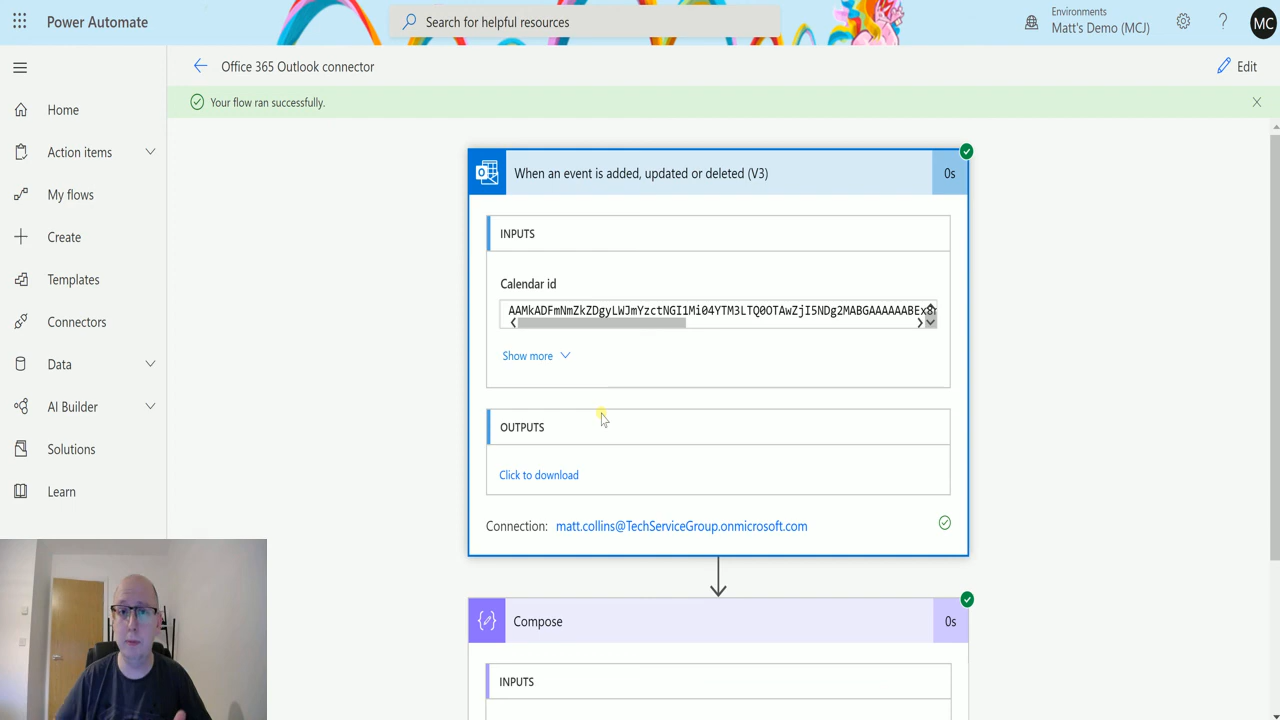 Power Automate
Search for helpful resources
Environments
Matt's Demo (MCJ)
?
MC
Office 365 Outlook connector
Edit
Your flow ran successfully.
Home
Action items
My flows
Create
Templates
Connectors
Data
AI Builder
Solutions
Learn
When an event is added, updated or deleted (V3)
0s
INPUTS
Calendar id
AAMkADFmNmZkZDgyLWJmYzctNGI1Mi04YTM3LTQ0OTAwZjI5NDg2MABGAAAAAABEx8r
Show more
OUTPUTS
Click to download
Connection: matt.collins@TechServiceGroup.onmicrosoft.com
Compose
0s
INPUTS